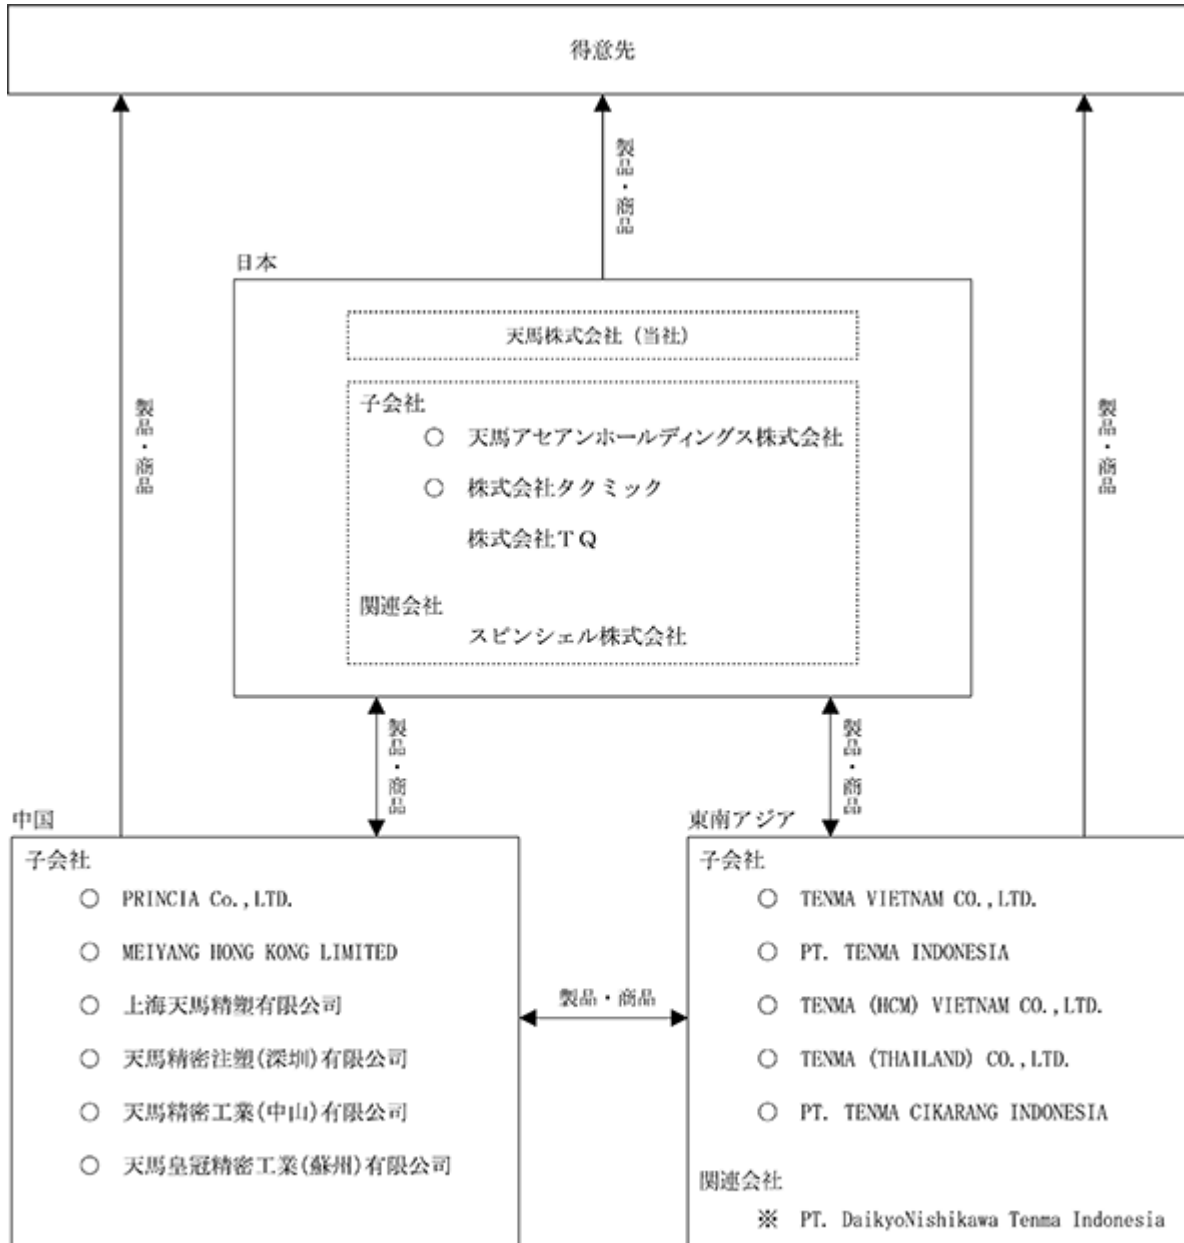 得意先
製品・商品
日本
天馬株式会社（当社）
製品・商品
製品・商品
子会社
○ 天馬アセアンホールディングス株式会社
○ 株式会社タクミック
株式会社ＴＱ
関連会社
スピンシェル株式会社
製品・商品
製品・商品
中国
子会社
○ PRINCIA Co.,LTD.
○ MEIYANG HONG KONG LIMITED
○ 上海天馬精塑有限公司
○ 天馬精密注塑(深圳)有限公司
○ 天馬精密工業(中山)有限公司
○ 天馬皇冠精密工業(蘇州)有限公司
製品・商品
東南アジア
子会社
○ TENMA VIETNAM CO.,LTD.
○ PT. TENMA INDONESIA
○ TENMA (HCM) VIETNAM CO.,LTD.
○ TENMA (THAILAND) CO.,LTD.
○ PT. TENMA CIKARANG INDONESIA
関連会社
※ PT. DaikyoNishikawa Tenma Indonesia